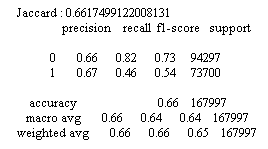 Jaccard : 0.6617499122008131
precision recall f1-score support
0 0.66 0.82 0.73 94297
1 0.67 0.46 0.54 73700
accuracy 0.66 167997
macro avg 0.66 0.64 0.64 167997
weighted avg 0.66 0.66 0.65 167997